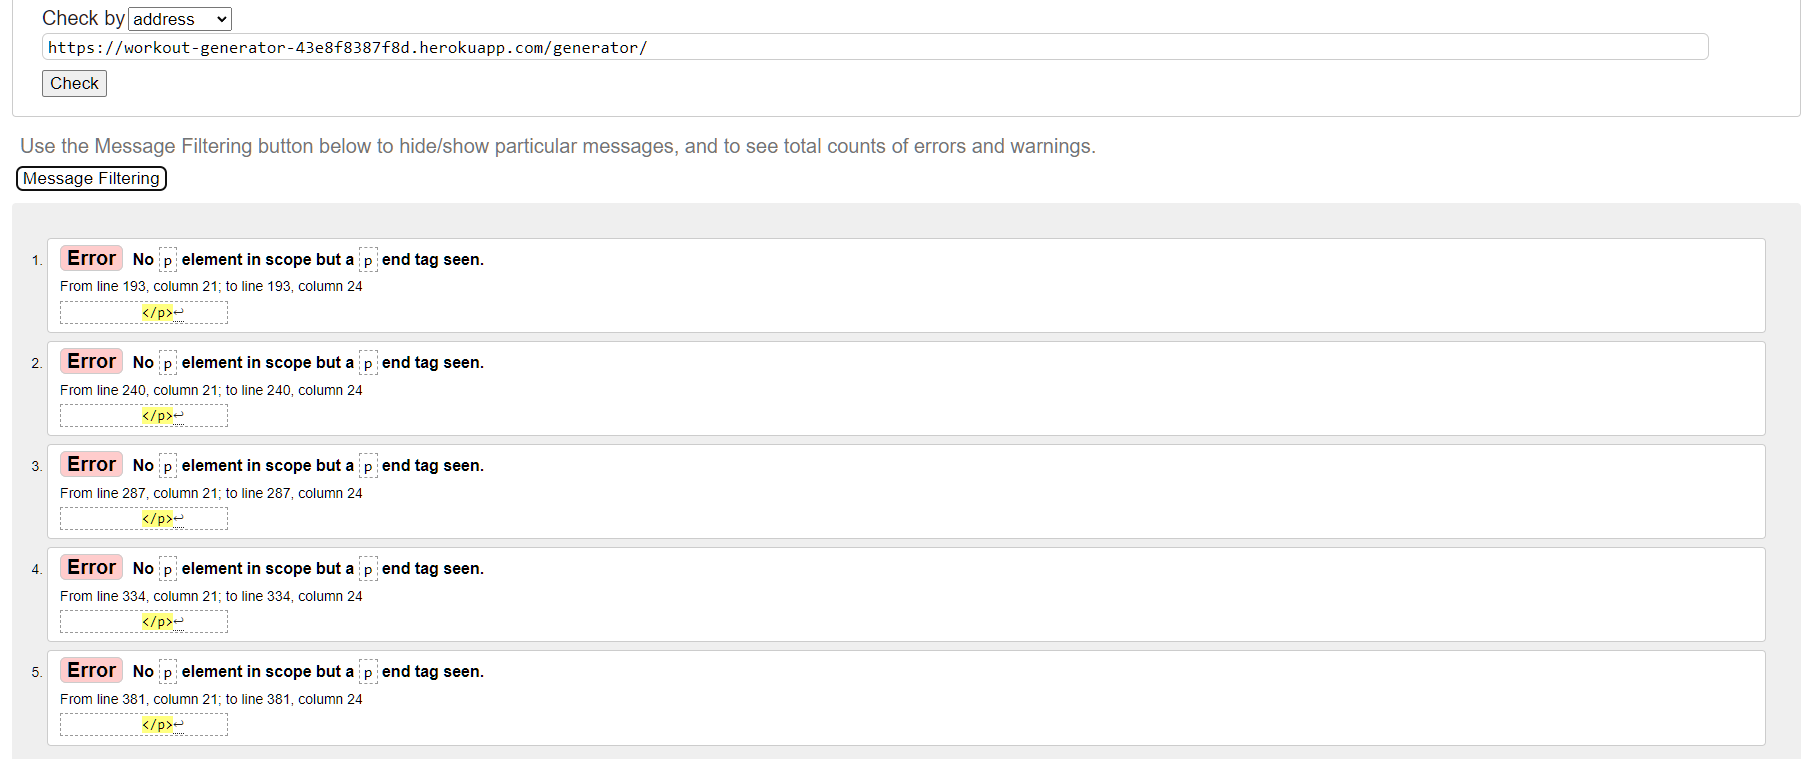 Check by address
https://workout-generator-43e8f8387f8d.herokuapp.com/generator/
Check
Use the Message Filtering button below to hide/show particular messages, and to see total counts of errors and warnings.
Message Filtering
1. Error No p element in scope but a p end tag seen.
From line 193, column 21; to line 193, column 24
</p>↩
2. Error No p element in scope but a p end tag seen.
From line 240, column 21; to line 240, column 24
</p>↩
3. Error No p element in scope but a p end tag seen.
From line 287, column 21; to line 287, column 24
</p>↩
4. Error No p element in scope but a p end tag seen.
From line 334, column 21; to line 334, column 24
</p>↩
5. Error No p element in scope but a p end tag seen.
From line 381, column 21; to line 381, column 24
</p>↩